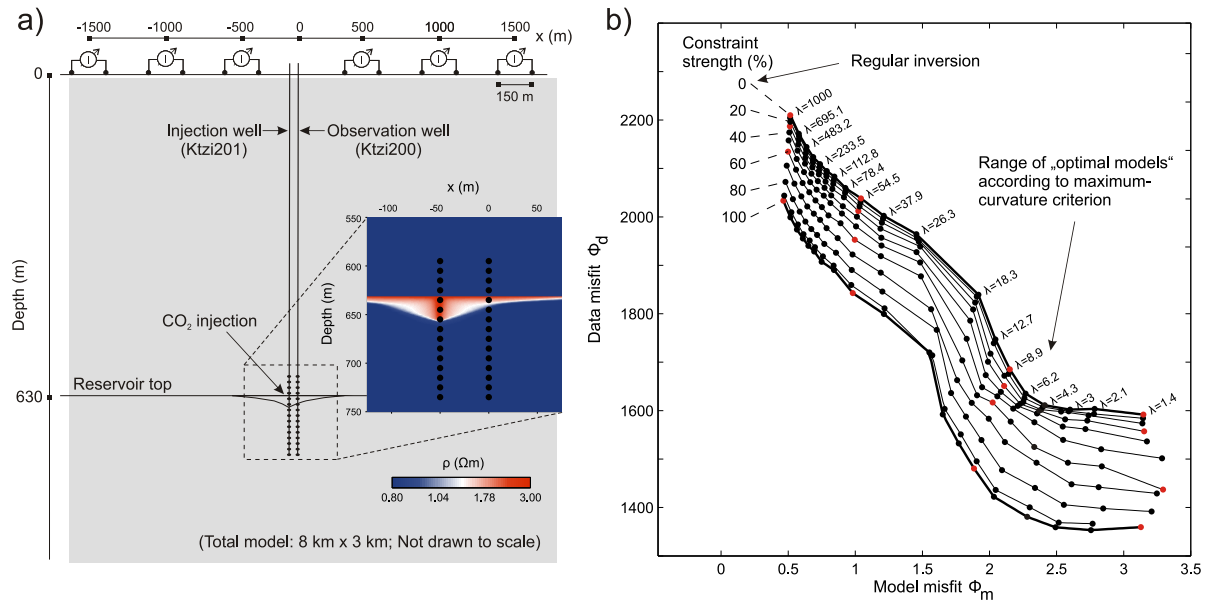 a)
-1500 -1000 -500 0 500 1000 1500
x (m)
0
150 m
Injection well
(Ktzi201)
Observation well
(Ktzi200)
x (m)
-100 -50 0 50
550
600
650
700
750
Depth (m)
CO2 injection
Reservoir top
630
Depth (m)
ρ (Ωm)
0.80 1.04 1.78 3.00
(Total model: 8 km x 3 km; Not drawn to scale)
b)
Constraint
strength (%)
Regular inversion
0
20
40
60
80
100
λ=1000
λ=695.1
λ=483.2
λ=233.5
λ=112.8
λ=78.4
λ=54.5
λ=37.9
λ=26.3
λ=18.3
λ=12.7
λ=8.9
λ=6.2
λ=4.3
λ=3
λ=2.1
λ=1.4
Range of „optimal models“
according to maximum-
curvature criterion
Data misfit Φd
2200
2000
1800
1600
1400
0 0.5 1 1.5 2 2.5 3 3.5
Model misfit Φm